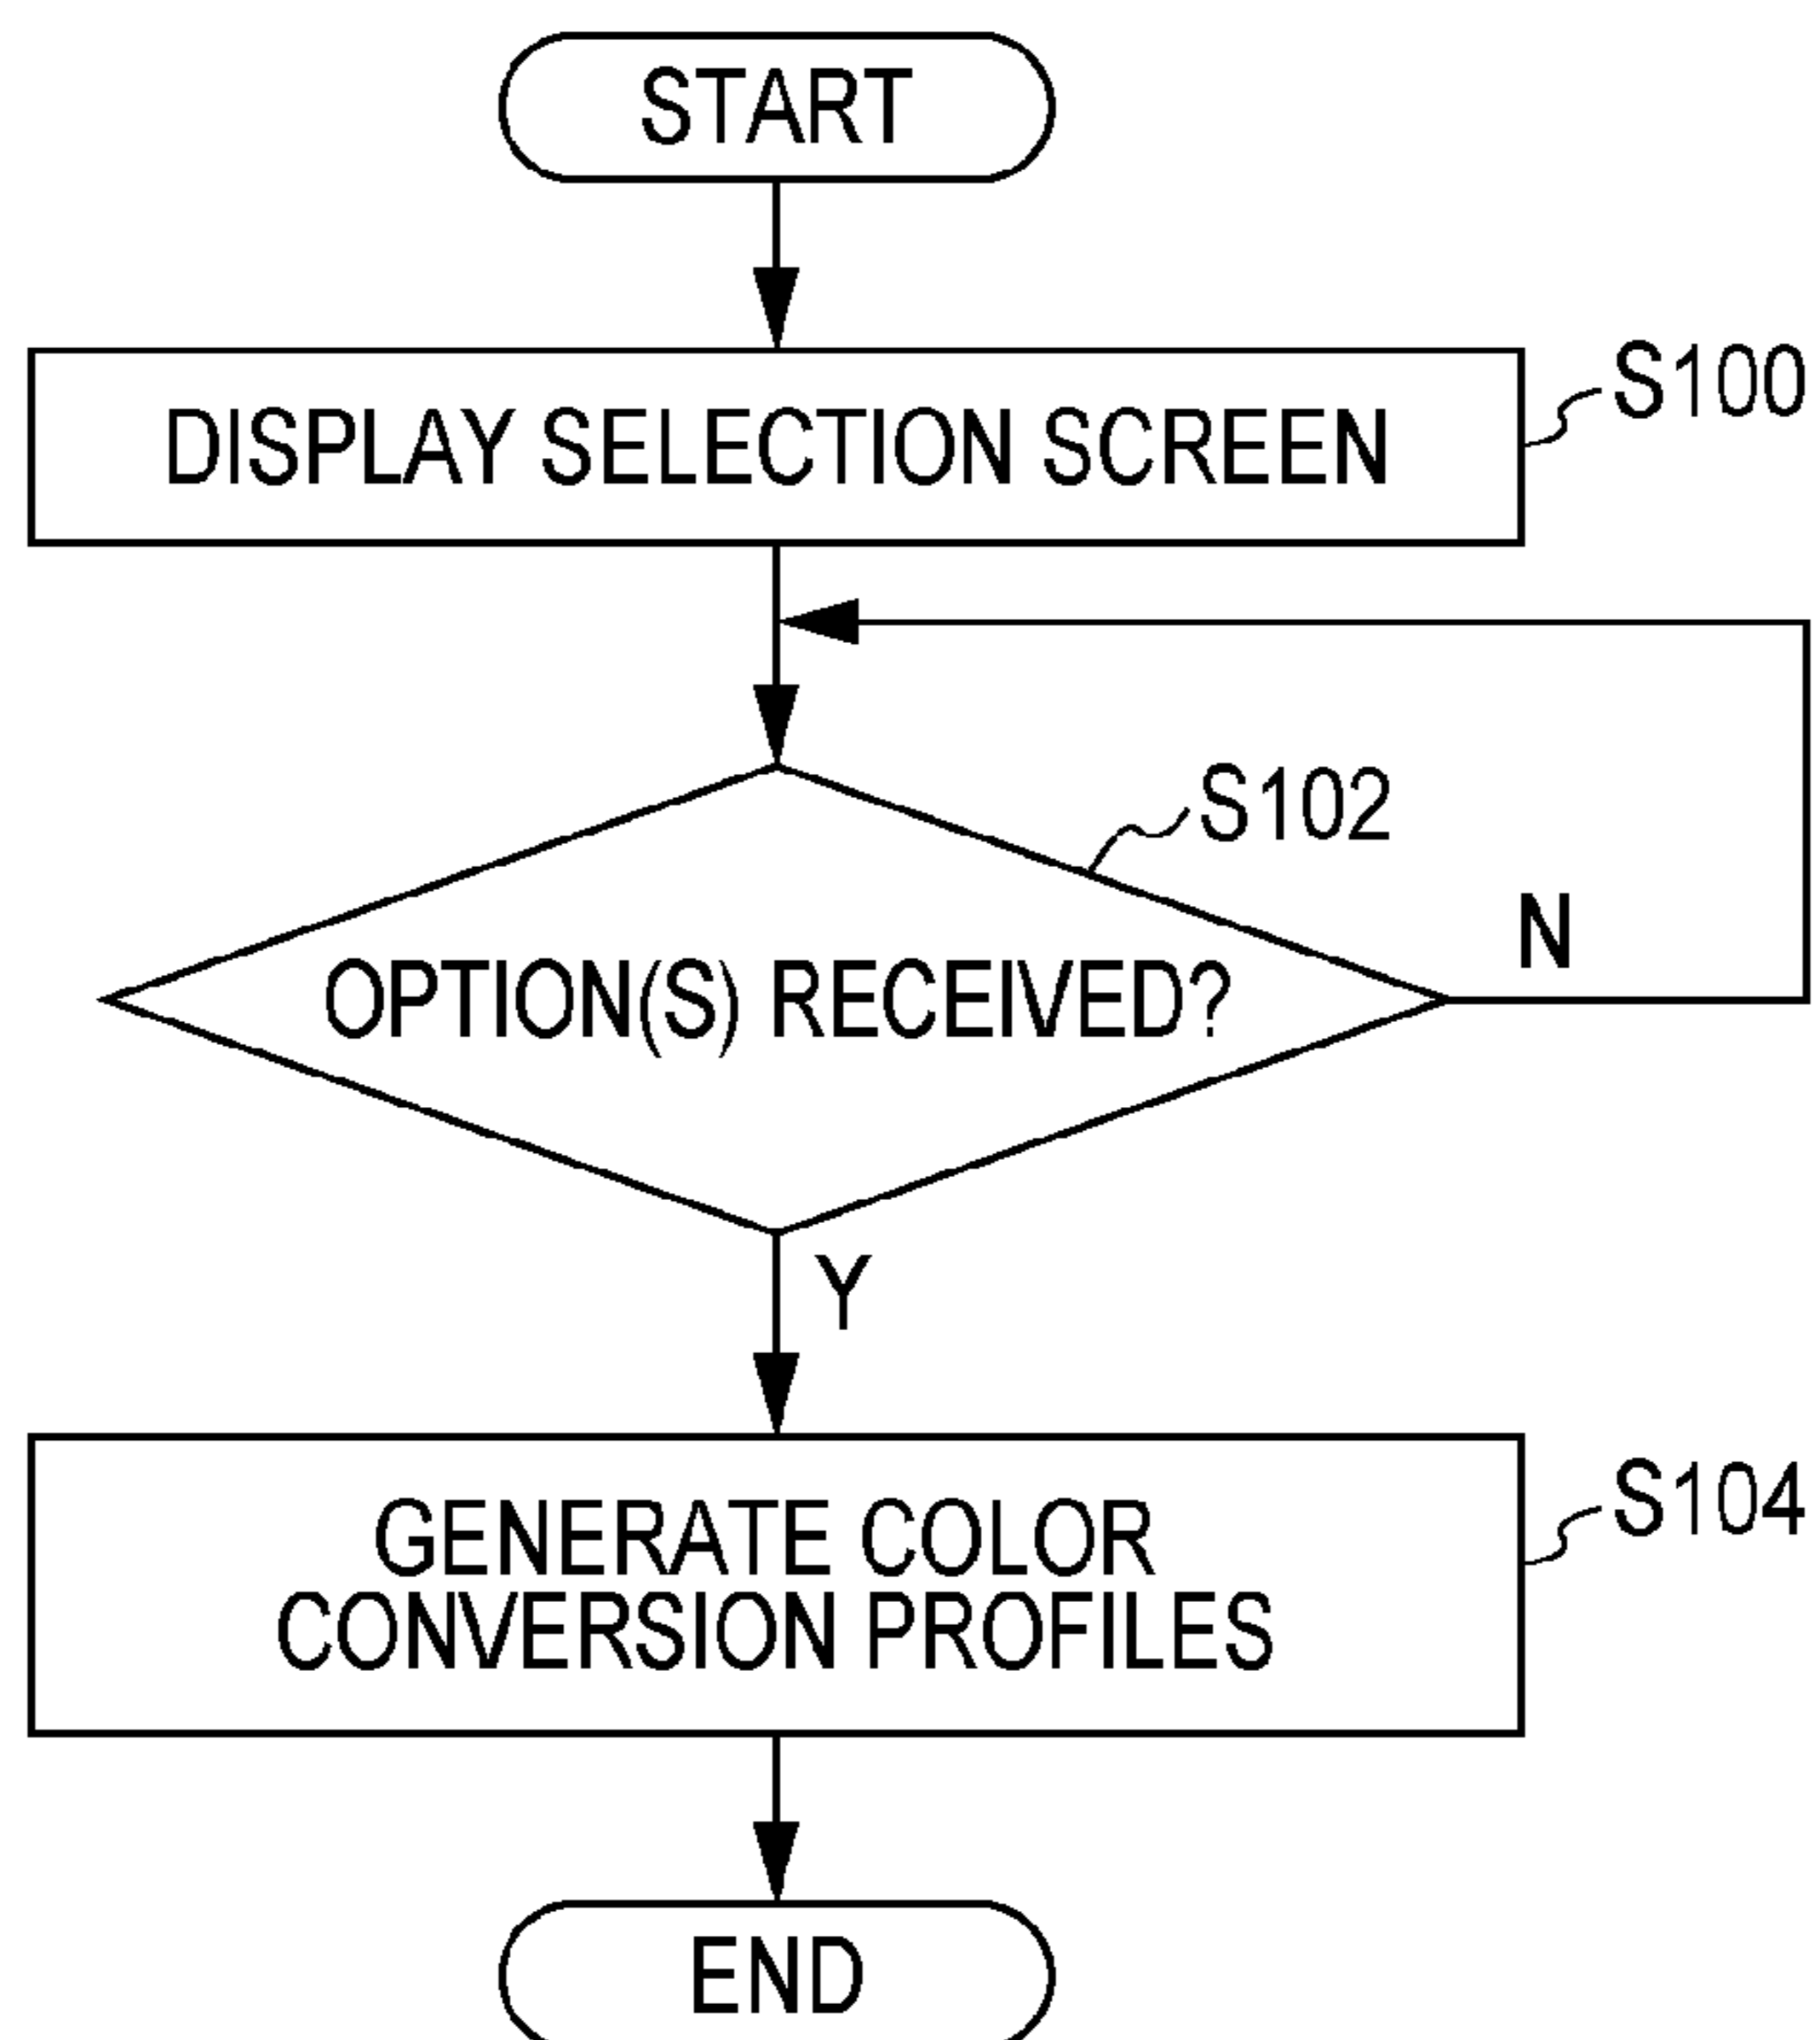 START
DISPLAY SELECTION SCREEN
S100
S102
OPTION(S) RECEIVED?
N
Y
GENERATE COLOR
CONVERSION PROFILES
S104
END